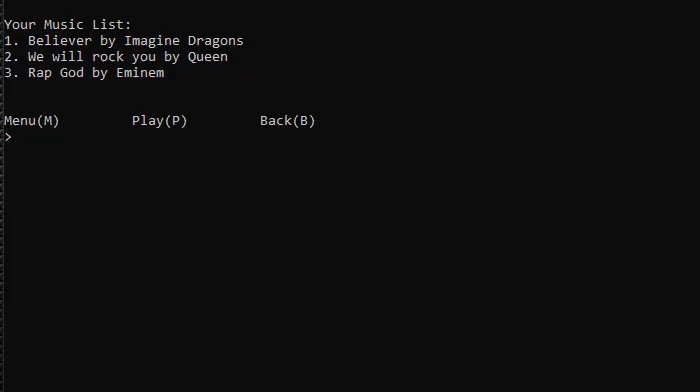 Your Music List:
1. Believer by Imagine Dragons
2. We will rock you by Queen
3. Rap God by Eminem
Menu(M) Play(P) Back(B)
>